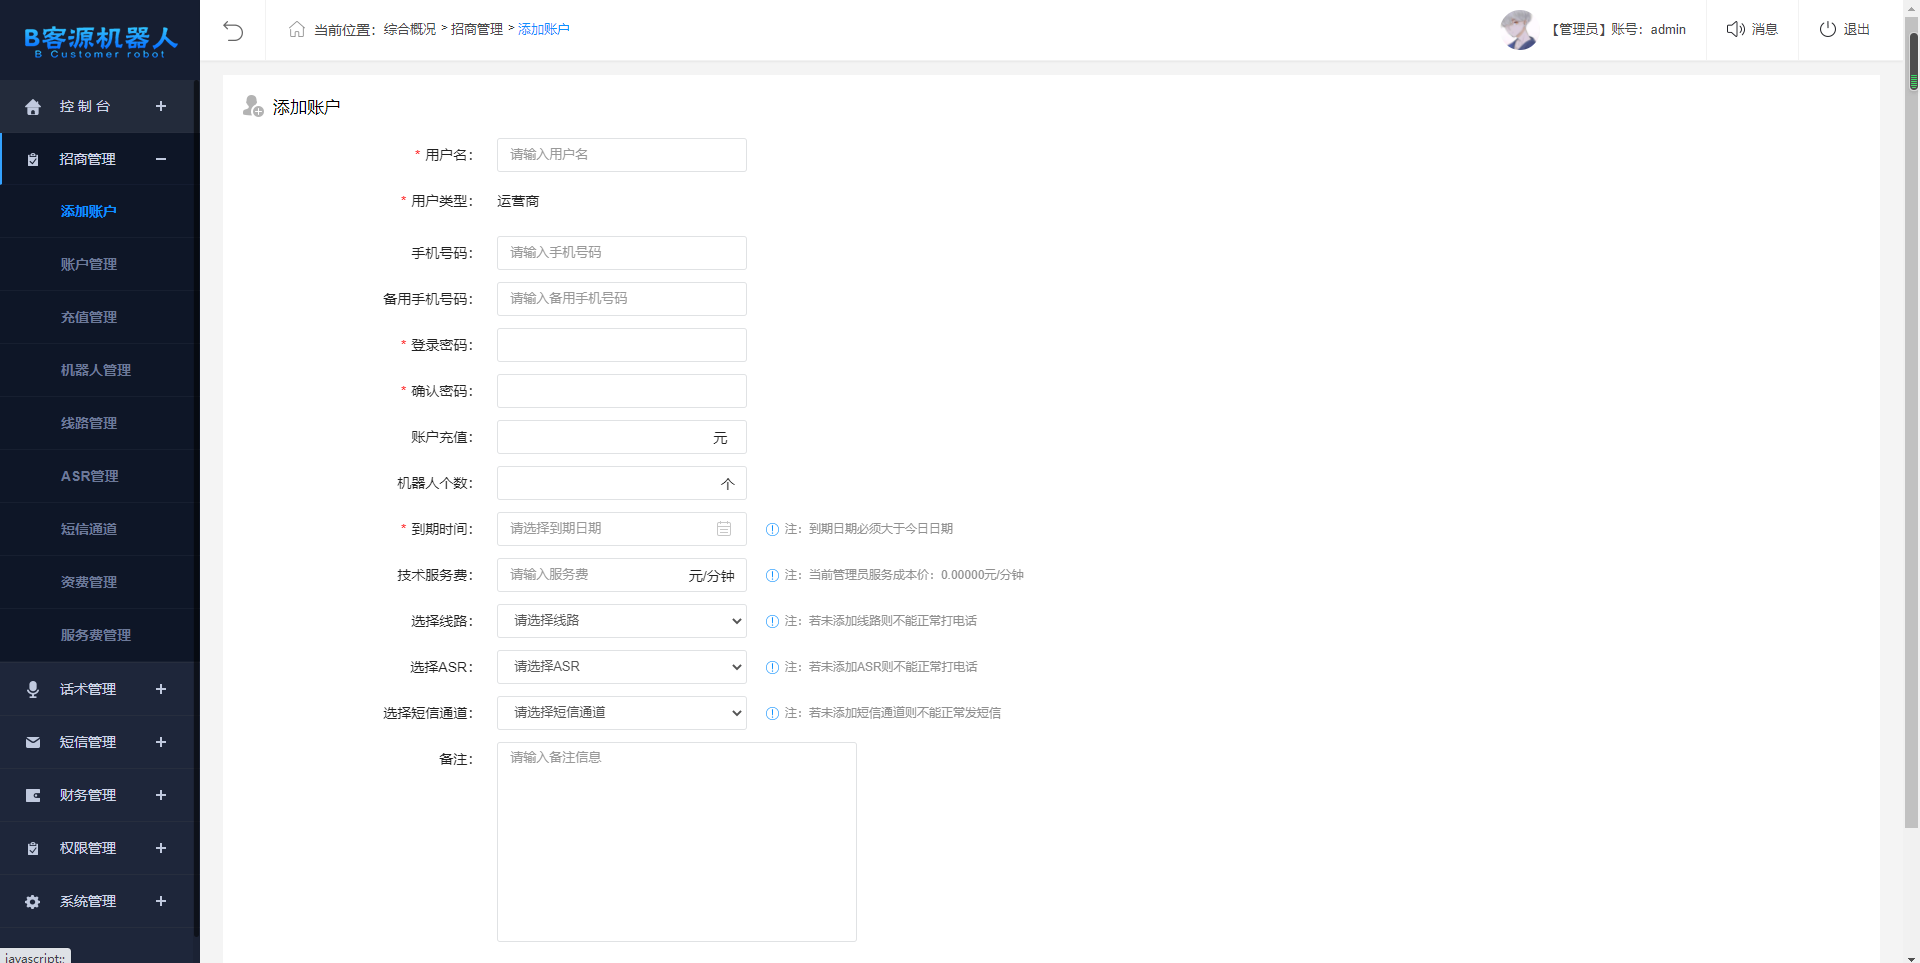 B客源机器人
B Customer robot
当前位置：综合概况 > 招商管理 > 添加账户
【管理员】账号：admin
消息
退出
控 制 台
招商管理
添加账户
账户管理
充值管理
机器人管理
线路管理
ASR管理
短信通道
资费管理
服务费管理
话术管理
短信管理
财务管理
权限管理
系统管理
javascript:;
添加账户
* 用户名： 请输入用户名
* 用户类型： 运营商
手机号码： 请输入手机号码
备用手机号码： 请输入备用手机号码
* 登录密码：
* 确认密码：
账户充值： 元
机器人个数： 个
* 到期时间： 请选择到期日期 注：到期日期必须大于今日日期
技术服务费： 请输入服务费 元/分钟 注：当前管理员服务成本价：0.00000元/分钟
选择线路： 请选择线路 注：若未添加线路则不能正常打电话
选择ASR： 请选择ASR 注：若未添加ASR则不能正常打电话
选择短信通道： 请选择短信通道 注：若未添加短信通道则不能正常发短信
备注： 请输入备注信息